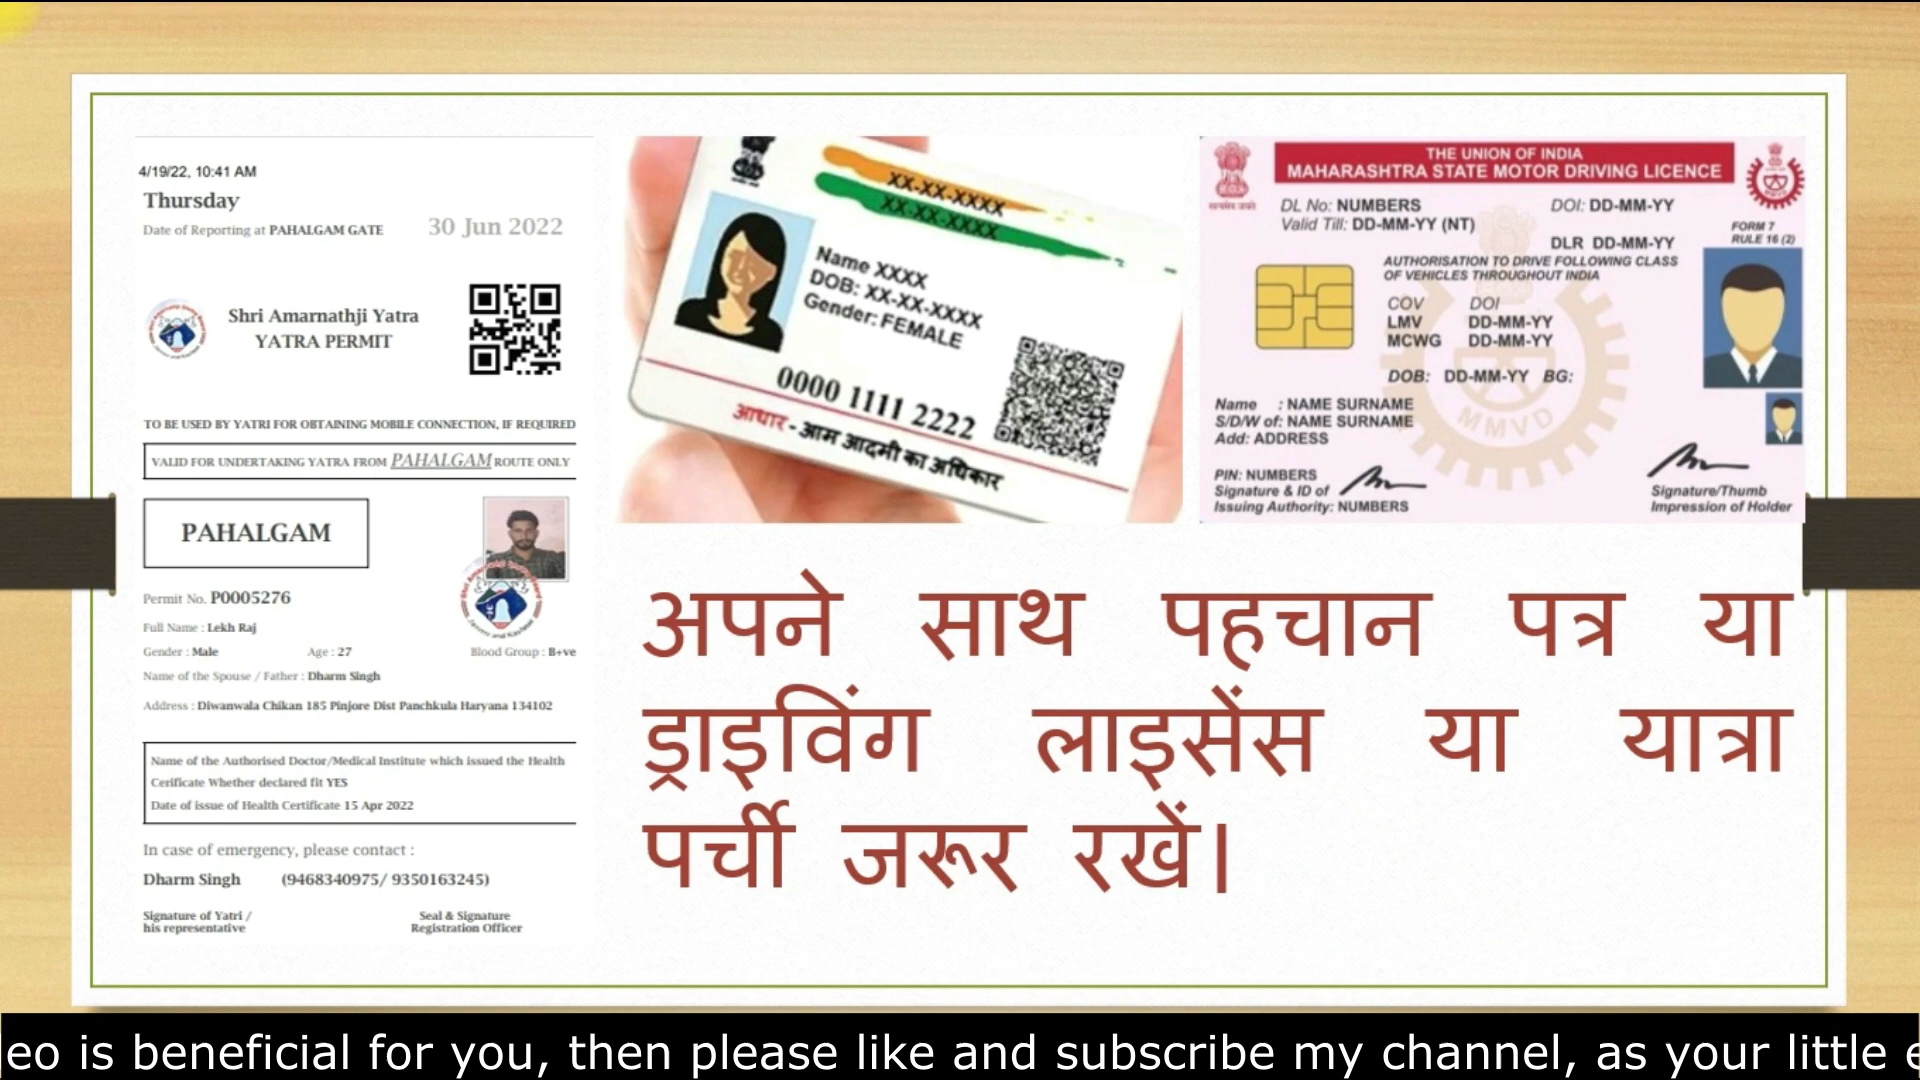 4/19/22, 10:41 AM
Thursday
Date of Reporting at PAHALGAM GATE 30 Jun 2022
Shri Amarnathji Yatra
YATRA PERMIT
TO BE USED BY YATRI FOR OBTAINING MOBILE CONNECTION, IF REQUIRED
VALID FOR UNDERTAKING YATRA FROM PAHALGAM ROUTE ONLY
PAHALGAM
Permit No. P0005276
Full Name : Lekh Raj
Gender : Male Age : 27 Blood Group : B+ve
Name of the Spouse / Father : Dharm Singh
Address : Diwanwala Chikan 185 Pinjore Dist Panchkula Haryana 134102
Name of the Authorised Doctor/Medical Institute which issued the Health
Cerificate Whether declared fit YES
Date of issue of Health Certificate 15 Apr 2022
In case of emergency, please contact :
Dharm Singh (9468340975/ 9350163245)
Signature of Yatri / Seal & Signature
his representative Registration Officer
XX-XX-XXXX
XX-XX-XXXX
Name XXXX
DOB: XX-XX-XXXX
Gender: FEMALE
0000 1111 2222
आधार - आम आदमी का अधिकार
THE UNION OF INDIA
MAHARASHTRA STATE MOTOR DRIVING LICENCE
DL No: NUMBERS DOI: DD-MM-YY
Valid Till: DD-MM-YY (NT)
DLR DD-MM-YY
FORM 7
RULE 16 (2)
AUTHORISATION TO DRIVE FOLLOWING CLASS
OF VEHICLES THROUGHOUT INDIA
COV DOI
LMV DD-MM-YY
MCWG DD-MM-YY
DOB: DD-MM-YY BG:
MMVD
Name : NAME SURNAME
S/D/W of: NAME SURNAME
Add: ADDRESS
PIN: NUMBERS
Signature & ID of
Issuing Authority: NUMBERS
Signature/Thumb
Impression of Holder
अपने साथ पहचान पत्र या
ड्राइविंग लाइसेंस या यात्रा
पर्ची जरूर रखें।
eo is beneficial for you, then please like and subscribe my channel, as your little e